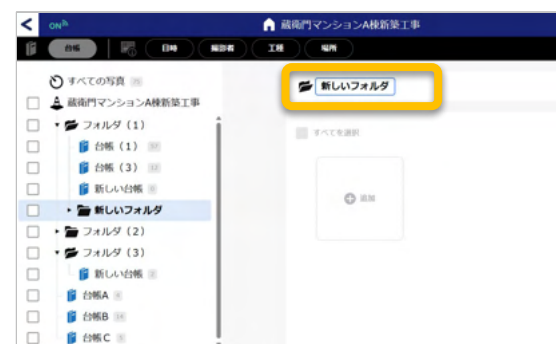 ON
蔵衛門マンションA棟新築工事
台帳 日時 撮影者 工種 場所
すべての写真
蔵衛門マンションA棟新築工事
フォルダ（1）
台帳（1）
台帳（3）
新しい台帳
新しいフォルダ
フォルダ（2）
フォルダ（3）
新しい台帳
台帳A
台帳B
台帳C
新しいフォルダ
すべてを選択
追加